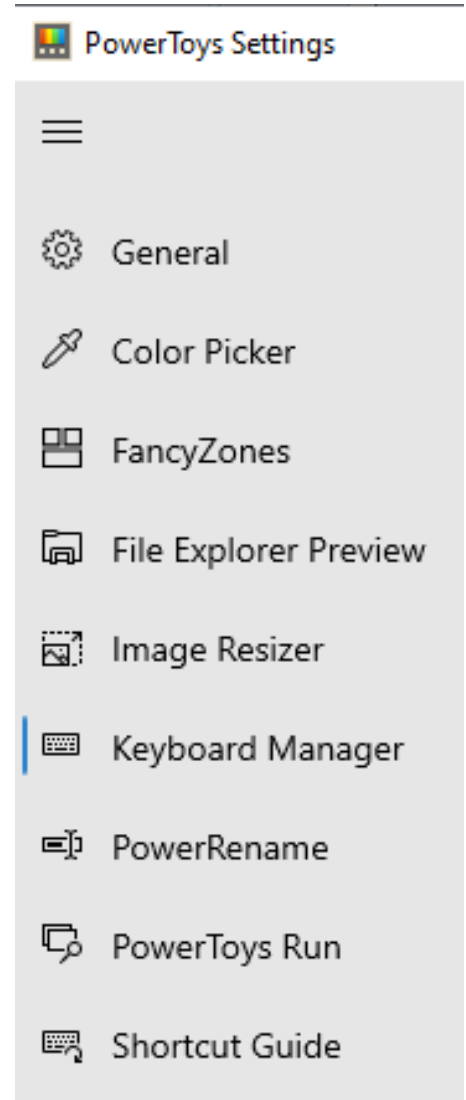 PowerToys Settings
General
Color Picker
FancyZones
File Explorer Preview
Image Resizer
Keyboard Manager
PowerRename
PowerToys Run
Shortcut Guide